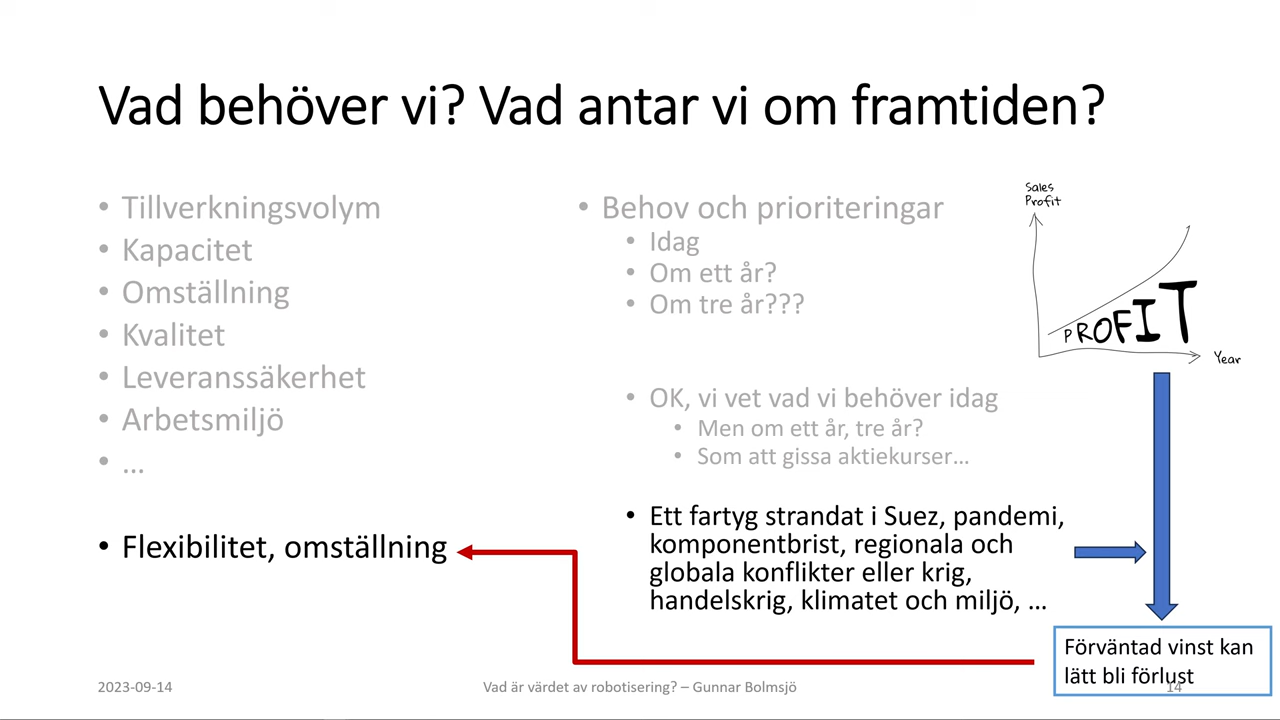 Vad behöver vi? Vad antar vi om framtiden?
• Tillverkningsvolym
• Kapacitet
• Omställning
• Kvalitet
• Leveranssäkerhet
• Arbetsmiljö
• …
• Flexibilitet, omställning
• Behov och prioriteringar
• Idag
• Om ett år?
• Om tre år???
• OK, vi vet vad vi behöver idag
• Men om ett år, tre år?
• Som att gissa aktiekurser…
• Ett fartyg strandat i Suez, pandemi,
komponentbrist, regionala och
globala konflikter eller krig,
handelskrig, klimatet och miljö, …
Sales
Profit
PROFIT
Year
Förväntad vinst kan
lätt bli förlust
2023-09-14
Vad är värdet av robotisering? – Gunnar Bolmsjö
14